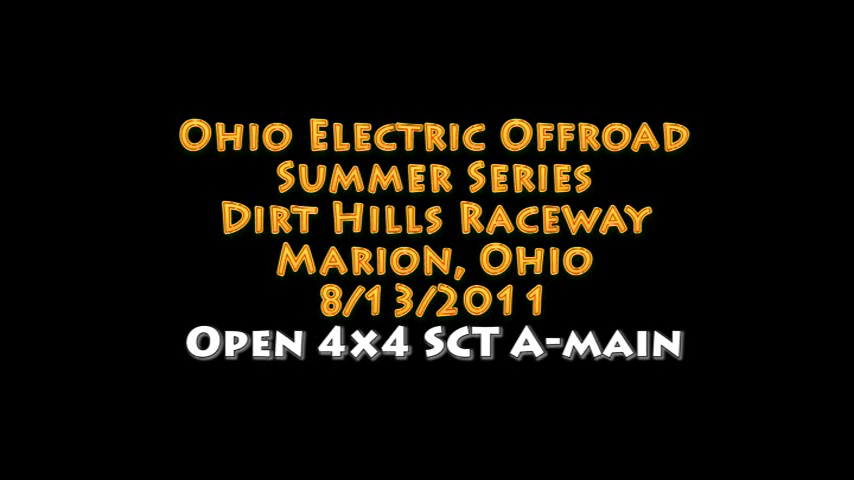 Ohio Electric Offroad
Summer Series
Dirt Hills Raceway
Marion, Ohio
8/13/2011
Open 4x4 SCT A-main